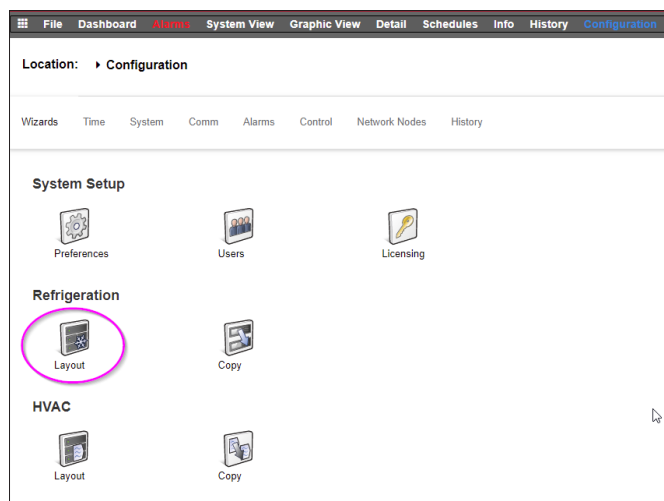 File Dashboard Alarms System View Graphic View Detail Schedules Info History Configuration
Location: Configuration
Wizards Time System Comm Alarms Control Network Nodes History
System Setup
Preferences Users Licensing
Refrigeration
Layout Copy
HVAC
Layout Copy